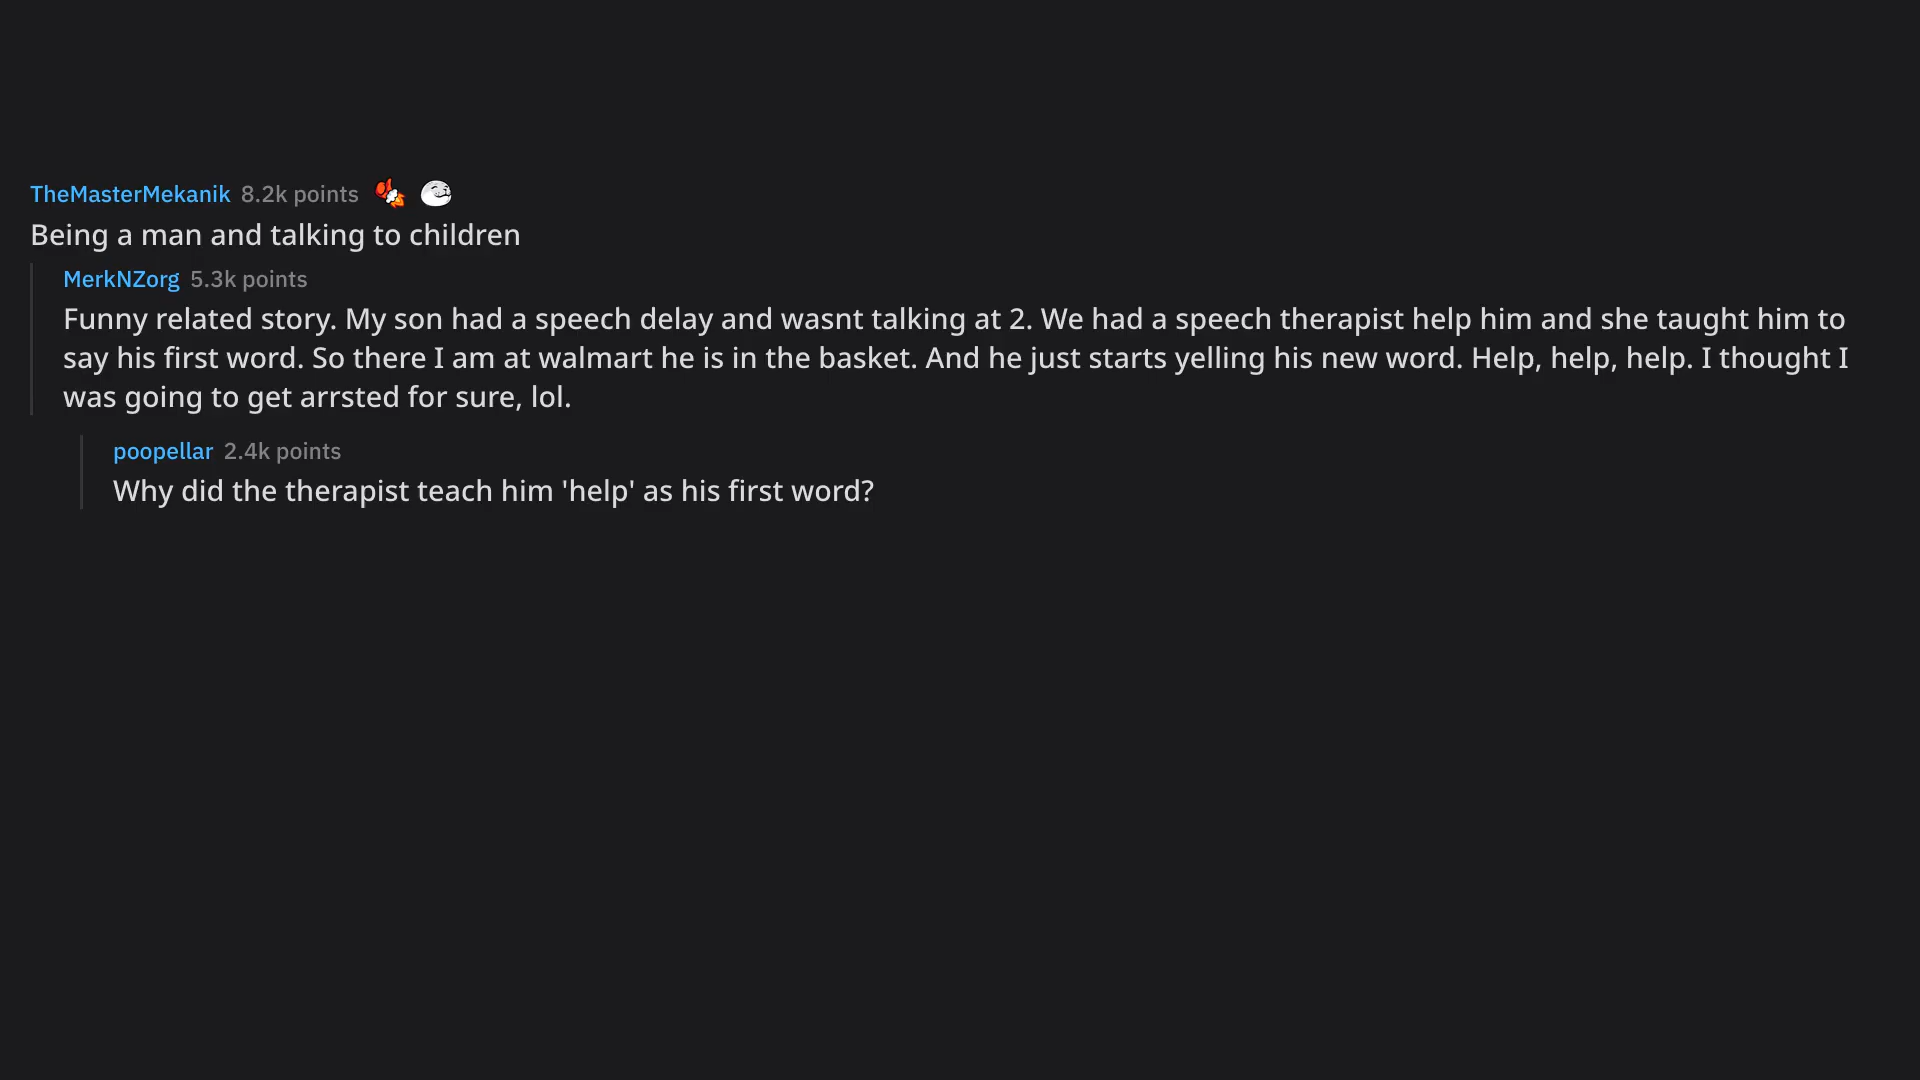 TheMasterMekanik 8.2k points
Being a man and talking to children
MerkNZorg 5.3k points
Funny related story. My son had a speech delay and wasnt talking at 2. We had a speech therapist help him and she taught him to
say his first word. So there I am at walmart he is in the basket. And he just starts yelling his new word. Help, help, help. I thought I
was going to get arrsted for sure, lol.
poopellar 2.4k points
Why did the therapist teach him 'help' as his first word?